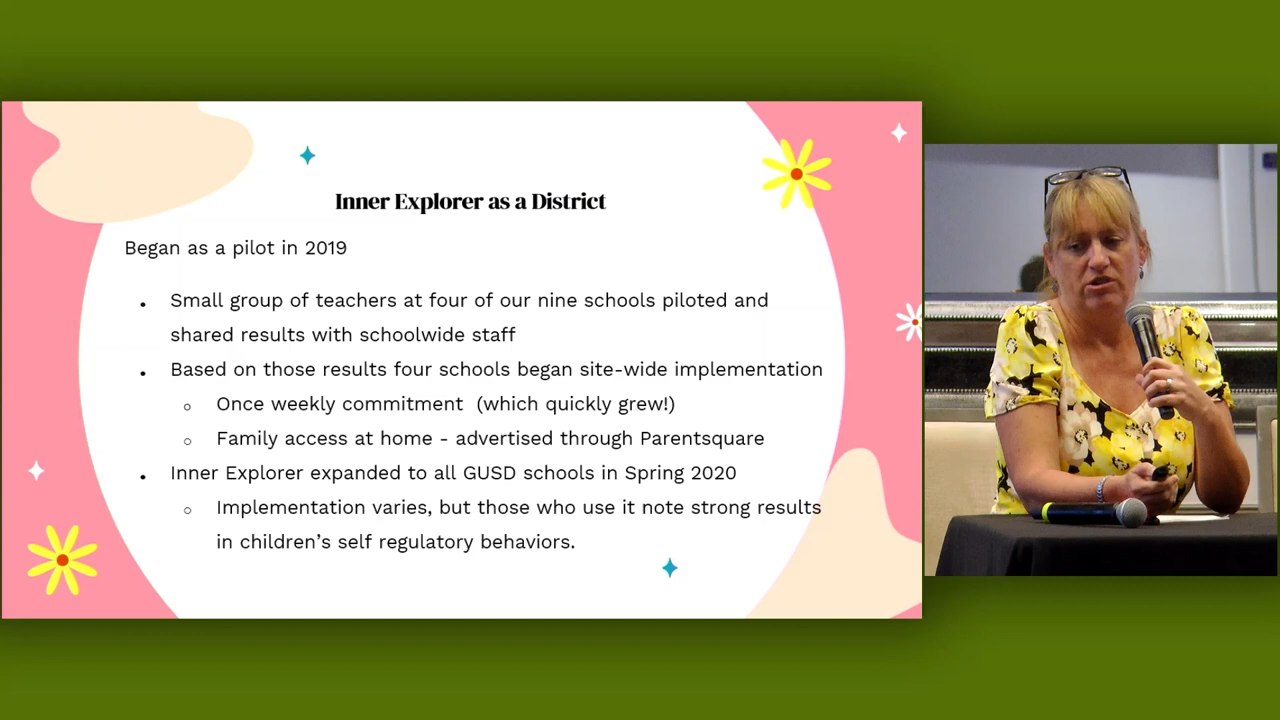 Inner Explorer as a District
Began as a pilot in 2019
• Small group of teachers at four of our nine schools piloted and
shared results with schoolwide staff
• Based on those results four schools began site-wide implementation
○ Once weekly commitment (which quickly grew!)
○ Family access at home - advertised through Parentsquare
• Inner Explorer expanded to all GUSD schools in Spring 2020
○ Implementation varies, but those who use it note strong results
in children’s self regulatory behaviors.